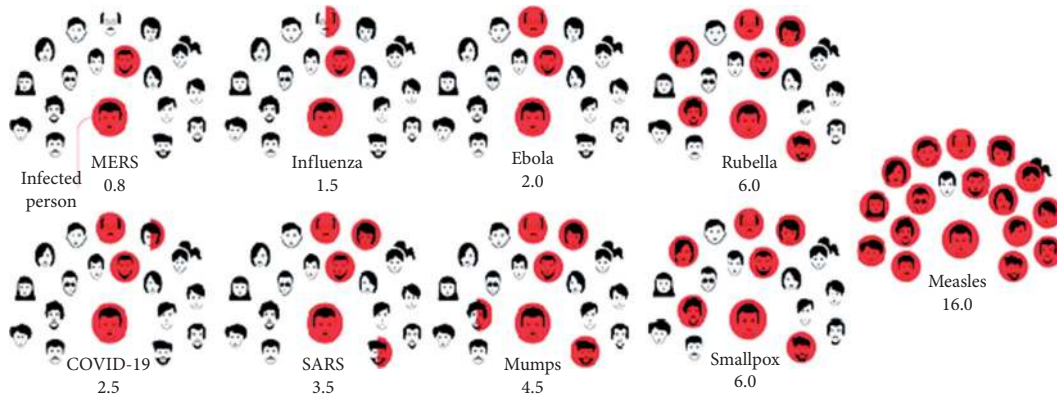 MERS
0.8
Infected
person
Influenza
1.5
Ebola
2.0
Rubella
6.0
COVID-19
2.5
SARS
3.5
Mumps
4.5
Smallpox
6.0
Measles
16.0